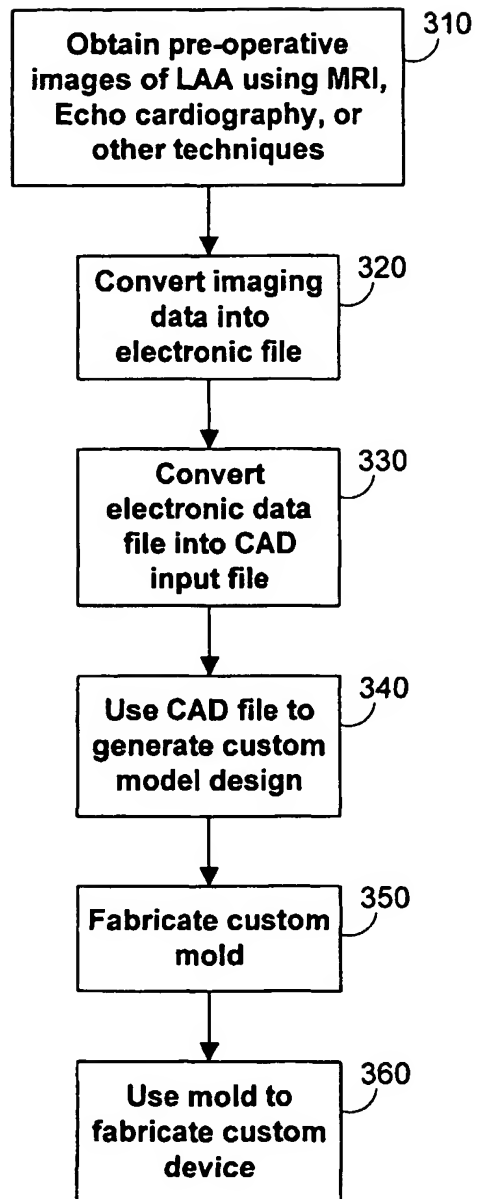 310
Obtain pre-operative
images of LAA using MRI,
Echo cardiography, or
other techniques
320
Convert imaging
data into
electronic file
330
Convert
electronic data
file into CAD
input file
340
Use CAD file to
generate custom
model design
350
Fabricate custom
mold
360
Use mold to
fabricate custom
device